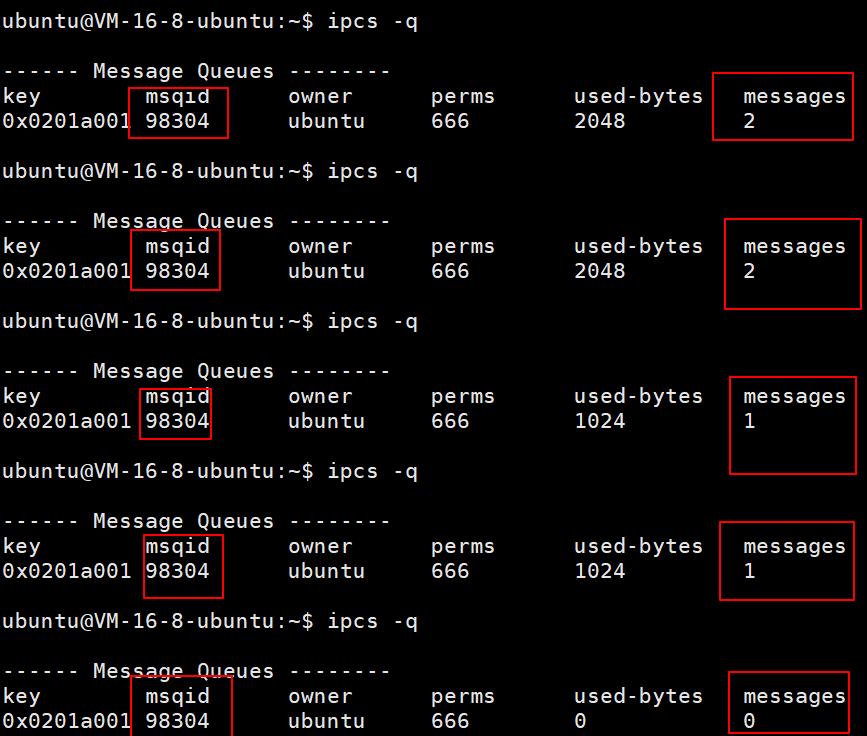 ubuntu@VM-16-8-ubuntu:~$ ipcs -q
------ Message Queues --------
key msqid owner perms used-bytes messages
0x0201a001 98304 ubuntu 666 2048 2
ubuntu@VM-16-8-ubuntu:~$ ipcs -q
------ Message Queues --------
key msqid owner perms used-bytes messages
0x0201a001 98304 ubuntu 666 2048 2
ubuntu@VM-16-8-ubuntu:~$ ipcs -q
------ Message Queues --------
key msqid owner perms used-bytes messages
0x0201a001 98304 ubuntu 666 1024 1
ubuntu@VM-16-8-ubuntu:~$ ipcs -q
------ Message Queues --------
key msqid owner perms used-bytes messages
0x0201a001 98304 ubuntu 666 1024 1
ubuntu@VM-16-8-ubuntu:~$ ipcs -q
------ Message Queues --------
key msqid owner perms used-bytes messages
0x0201a001 98304 ubuntu 666 0 0